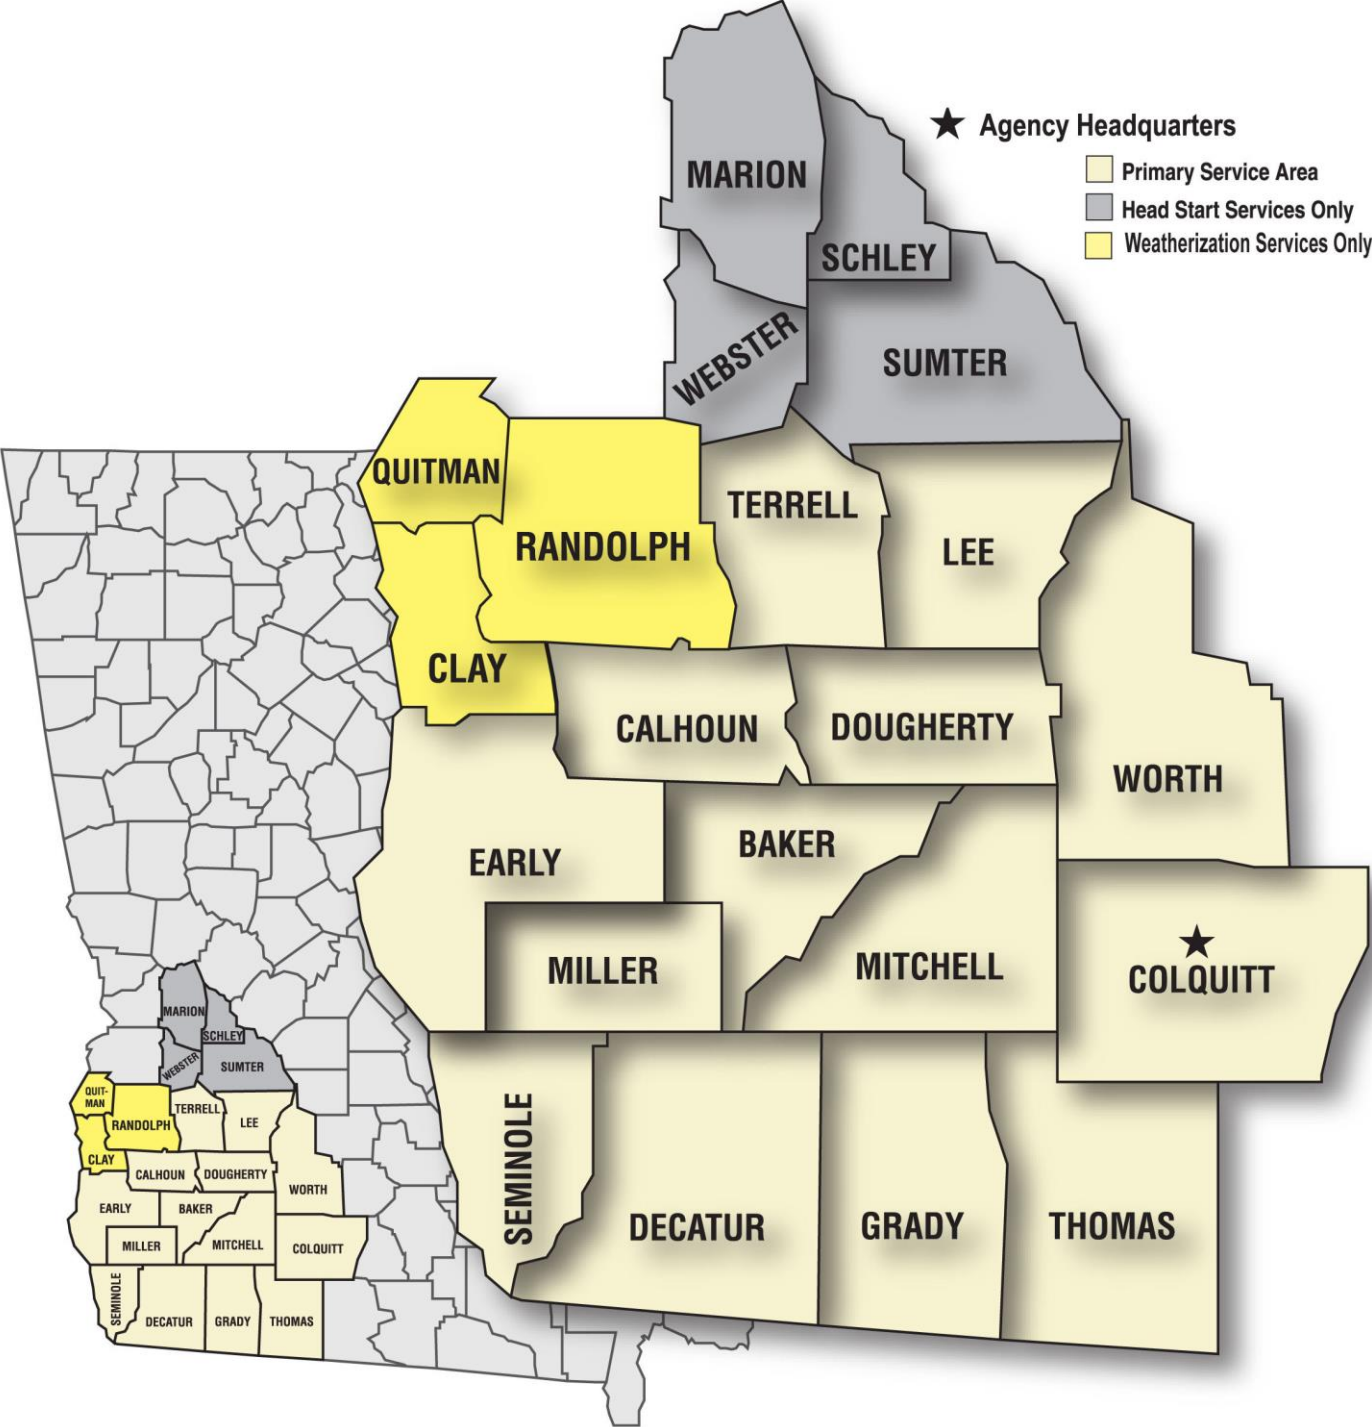 ★ Agency Headquarters
Primary Service Area
Head Start Services Only
Weatherization Services Only
MARION
SCHLEY
WEBSTER
SUMTER
QUITMAN
RANDOLPH
TERRELL
LEE
CLAY
CALHOUN
DOUGHERTY
WORTH
EARLY
BAKER
MILLER
MITCHELL
★
COLQUITT
SEMINOLE
DECATUR
GRADY
THOMAS
MARION
SCHLEY
WEBSTER
SUMTER
QUIT-
MAN
RANDOLPH
TERRELL
LEE
CLAY
CALHOUN
DOUGHERTY
WORTH
EARLY
BAKER
MILLER
MITCHELL
COLQUITT
SEMINOLE
DECATUR
GRADY
THOMAS